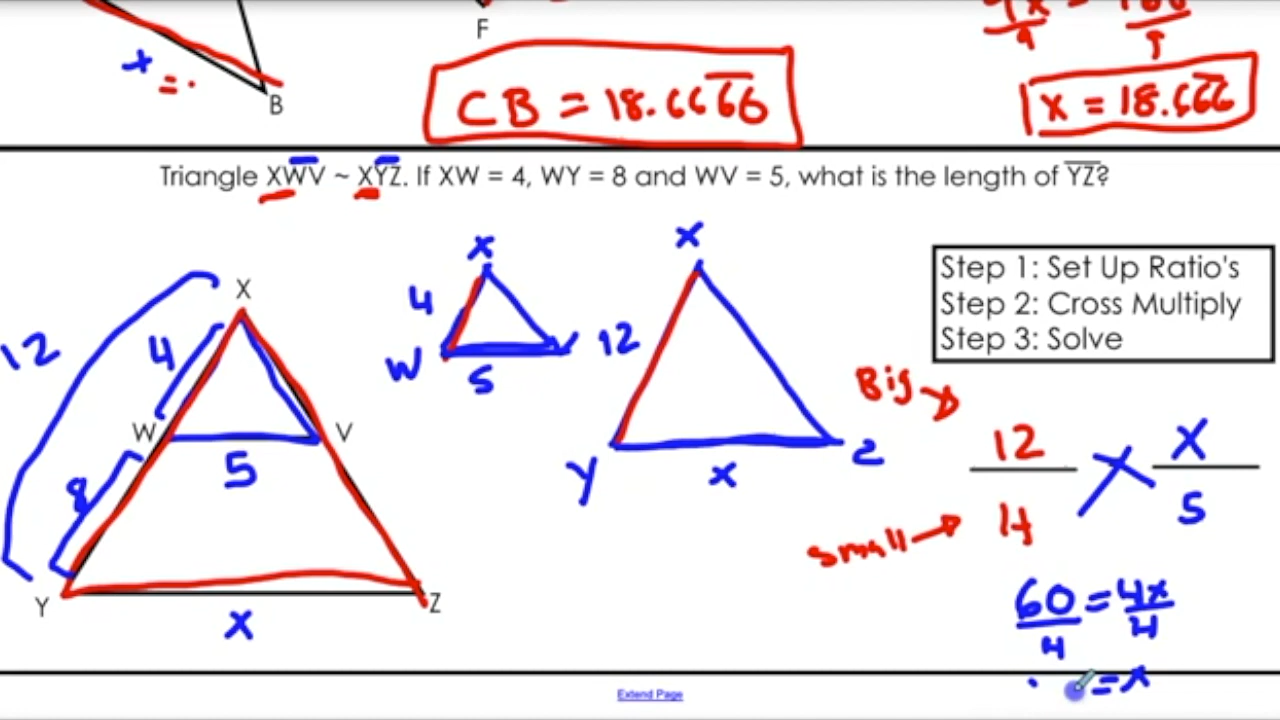 F
B
x
= .
CB = 18.6666
9
9
x = 18.666
Triangle XWV ~ XYZ. If XW = 4, WY = 8 and WV = 5, what is the length of YZ?
Step 1: Set Up Ratio's
Step 2: Cross Multiply
Step 3: Solve
X
12
4
W
V
5
8
Y
Z
x
X
4
W
V
5
X
12
Y
Z
x
Big
12
X
small
4
5
60 = 4x
4 4
= x
Extend Page